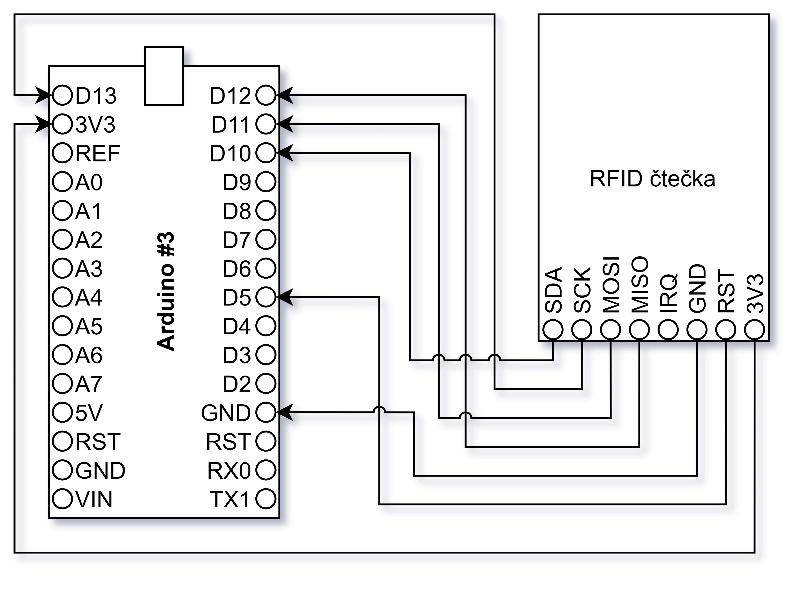 D13
3V3
REF
A0
A1
A2
A3
A4
A5
A6
A7
5V
RST
GND
VIN
Arduino #3
D12
D11
D10
D9
D8
D7
D6
D5
D4
D3
D2
GND
RST
RX0
TX1
RFID čtečka
SDA
SCK
MOSI
MISO
IRQ
GND
RST
3V3